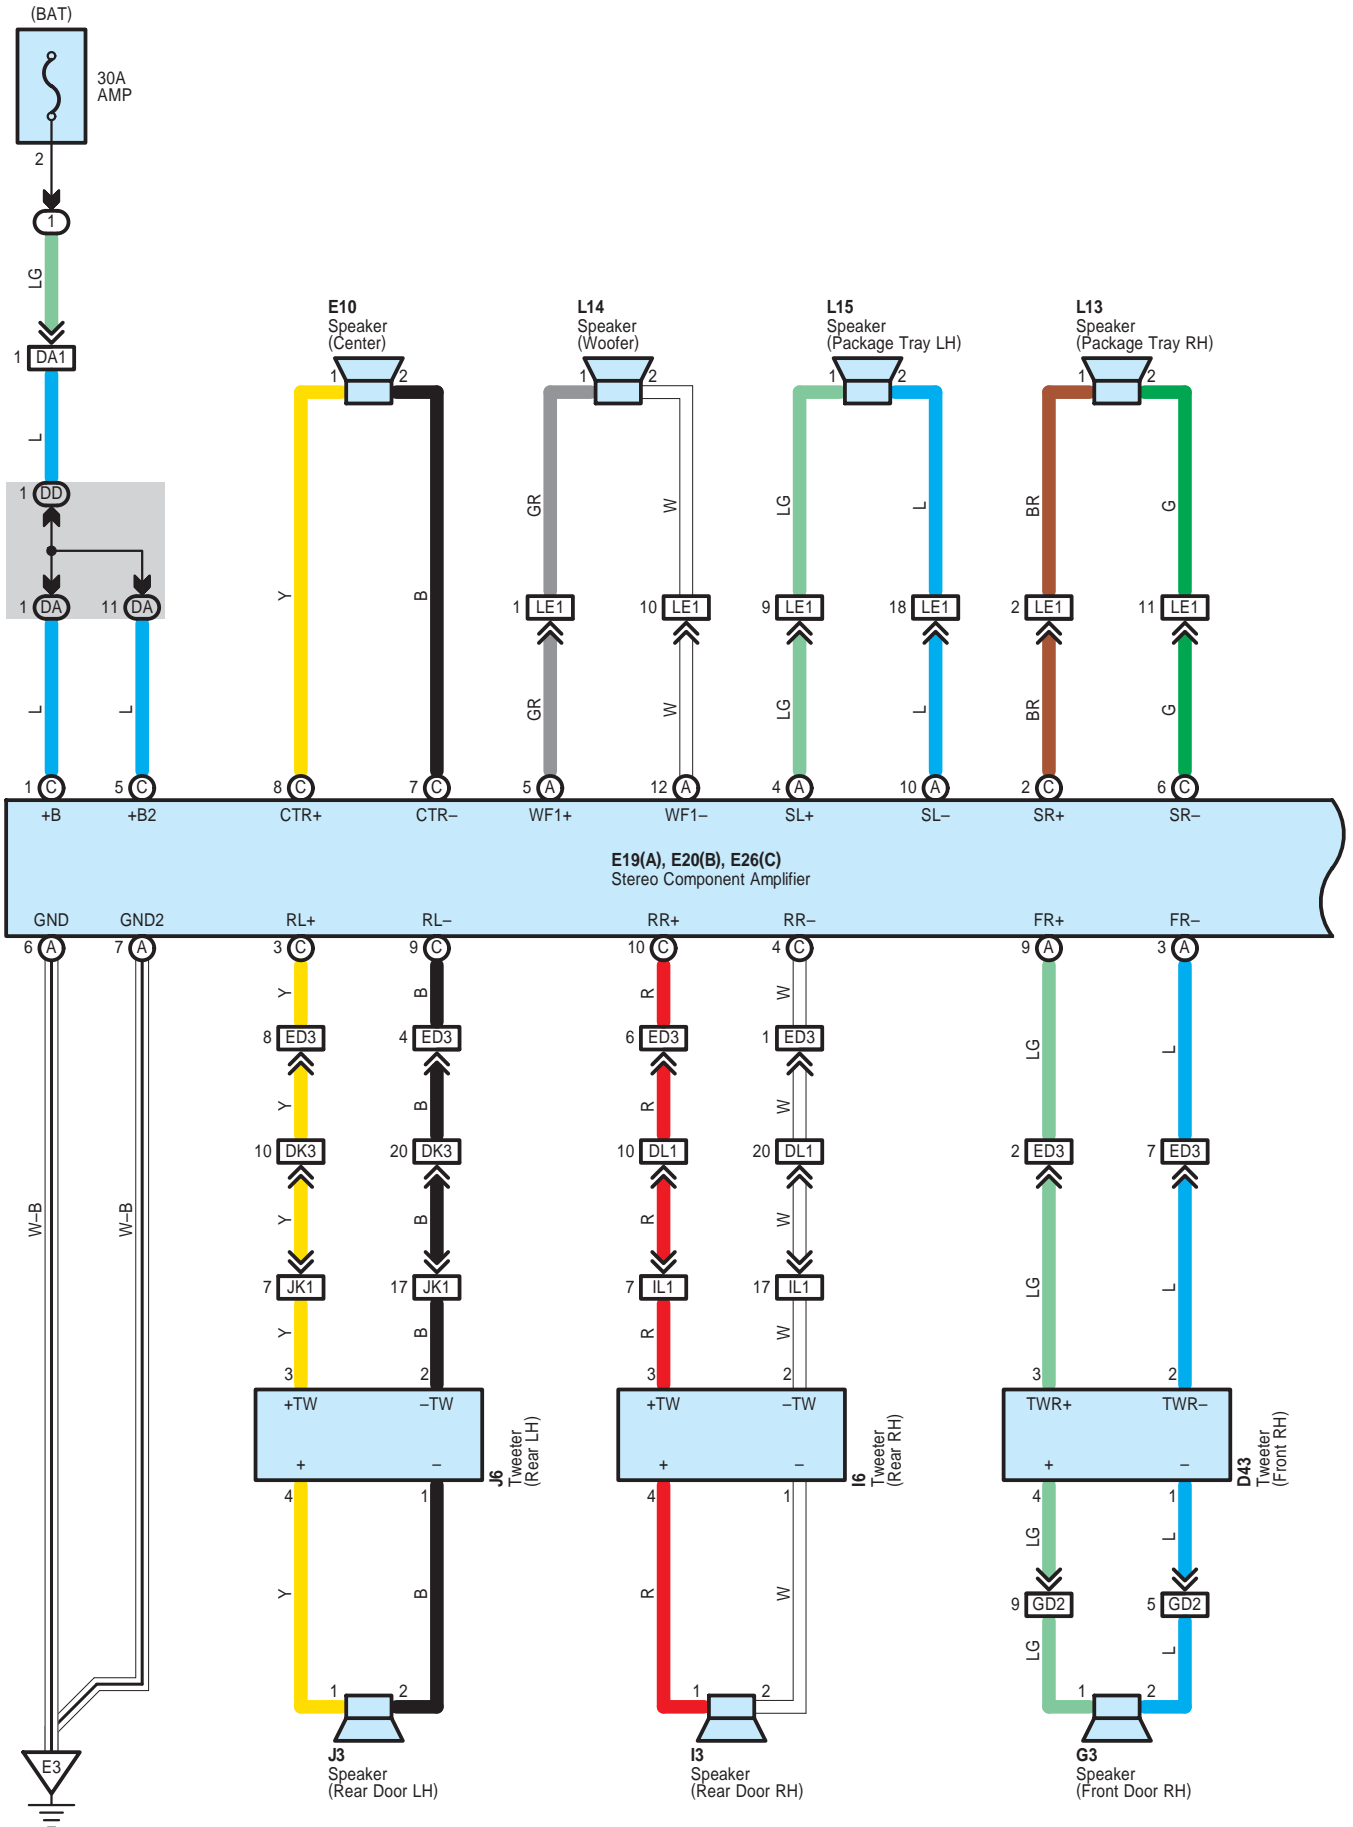 (BAT)
30A
AMP
2
1
LG
1 DA1
L
1 DD
1 DA 11 DA
L L
E10
Speaker
(Center)
1 2
Y B
L14
Speaker
(Woofer)
1 2
GR W
1 LE1 10 LE1
GR W
L15
Speaker
(Package Tray LH)
1 2
LG L
9 LE1 18 LE1
LG L
L13
Speaker
(Package Tray RH)
1 2
BR G
2 LE1 11 LE1
BR G
1 C 5 C 8 C 7 C 5 A 12 A 4 A 10 A 2 C 6 C
+B +B2 CTR+ CTR– WF1+ WF1– SL+ SL– SR+ SR–
E19(A), E20(B), E26(C)
Stereo Component Amplifier
GND GND2 RL+ RL– RR+ RR– FR+ FR–
6 A 7 A 3 C 9 C 10 C 4 C 9 A 3 A
W–B W–B
E3
Y B
8 ED3 4 ED3
Y B
10 DK3 20 DK3
Y B
7 JK1 17 JK1
Y B
3 2
+TW –TW
+ –
J6
Tweeter
(Rear LH)
4 1
Y B
1 2
J3
Speaker
(Rear Door LH)
R W
6 ED3 1 ED3
R W
10 DL1 20 DL1
R W
7 IL1 17 IL1
R W
3 2
+TW –TW
+ –
I6
Tweeter
(Rear RH)
4 1
R W
1 2
I3
Speaker
(Rear Door RH)
LG L
2 ED3 7 ED3
LG L
3 2
TWR+ TWR–
+ –
D43
Tweeter
(Front RH)
4 1
LG L
9 GD2 5 GD2
LG L
1 2
G3
Speaker
(Front Door RH)